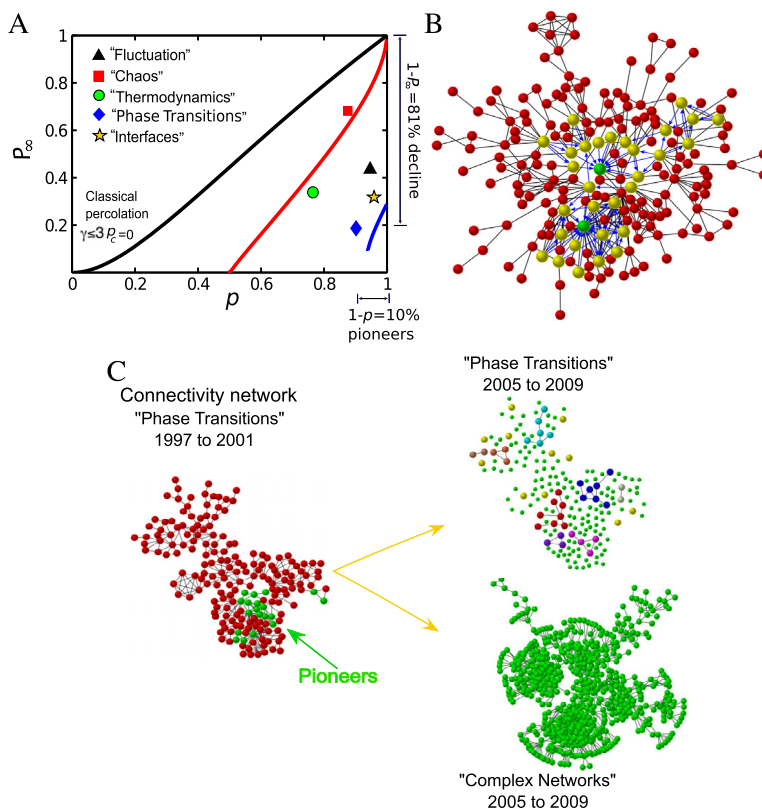 A
1
0.8
0.6
0.4
0.2
P∞
"Fluctuation"
"Chaos"
"Thermodynamics"
"Phase Transitions"
"Interfaces"
Classical
percolation
γ≤3 pc=0
0
0.2
0.4
0.6
0.8
1
p
1-P∞=81% decline
1-p=10%
pioneers
B
C
Connectivity network
"Phase Transitions"
1997 to 2001
Pioneers
"Phase Transitions"
2005 to 2009
"Complex Networks"
2005 to 2009